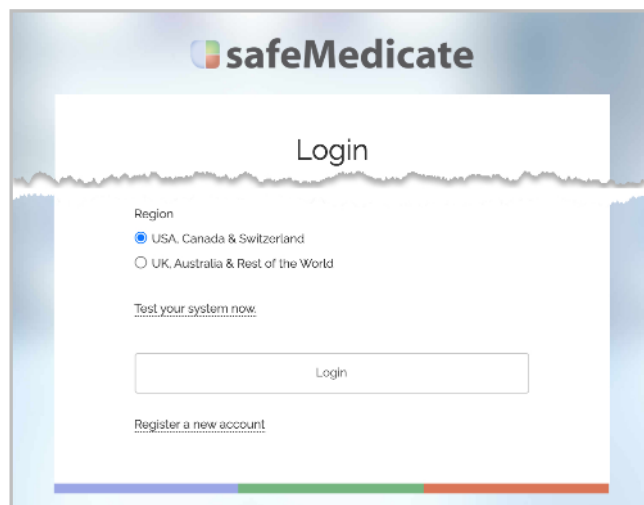 safeMedicate
Login
Region
USA, Canada & Switzerland
UK, Australia & Rest of the World
Test your system now.
Login
Register a new account